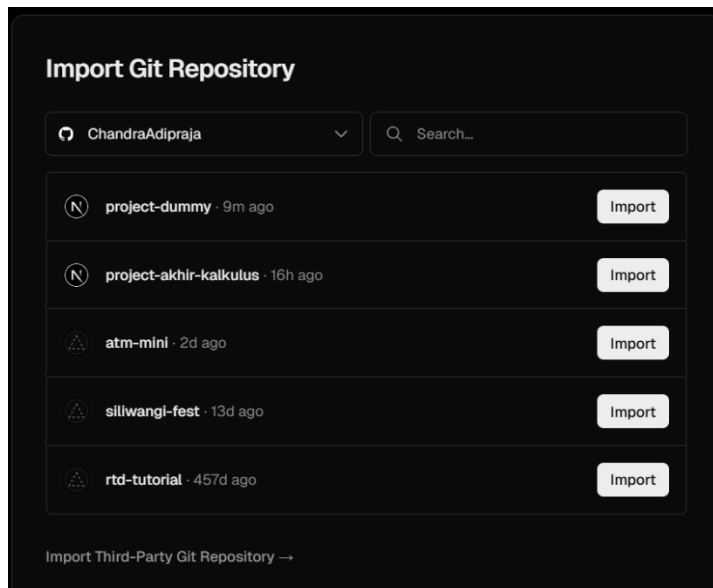 Import Git Repository
ChandraAdipraja
Search...
project-dummy · 9m ago
Import
project-akhir-kalkulus · 16h ago
Import
atm-mini · 2d ago
Import
siliwangi-fest · 13d ago
Import
rtd-tutorial · 457d ago
Import
Import Third-Party Git Repository →